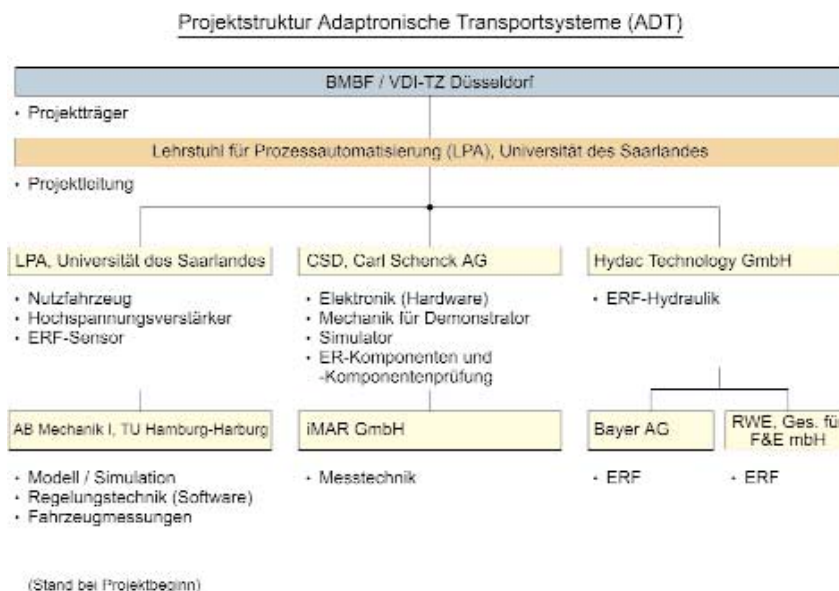 Projektstruktur Adaptronische Transportsysteme (ADT)
BMBF / VDI-TZ Düsseldorf
• Projektträger
Lehrstuhl für Prozessautomatisierung (LPA), Universität des Saarlandes
• Projektleitung
LPA, Universität des Saarlandes
• Nutzfahrzeug
• Hochspannungsverstärker
• ERF-Sensor
CSD, Carl Schenck AG
• Elektronik (Hardware)
• Mechanik für Demonstrator
• Simulator
• ER-Komponenten und
-Komponentenprüfung
Hydac Technology GmbH
• ERF-Hydraulik
AB Mechanik I, TU Hamburg-Harburg
• Modell / Simulation
• Regelungstechnik (Software)
• Fahrzeugmessungen
iMAR GmbH
• Messtechnik
Bayer AG
• ERF
RWE, Ges. für
F&E mbH
• ERF
(Stand bei Projektbeginn)